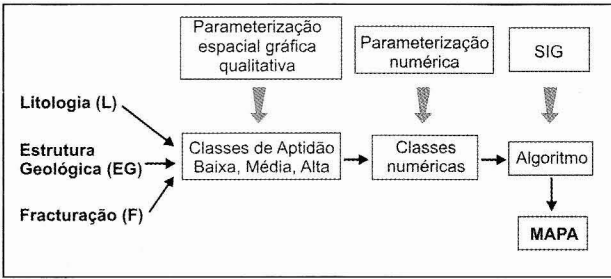 Parameterização
espacial gráfica
qualitativa
Parameterização
numérica
SIG
Litologia (L)
Estrutura
Geológica (EG)
Fracturação (F)
Classes de Aptidão
Baixa, Média, Alta
Classes
numéricas
Algoritmo
MAPA